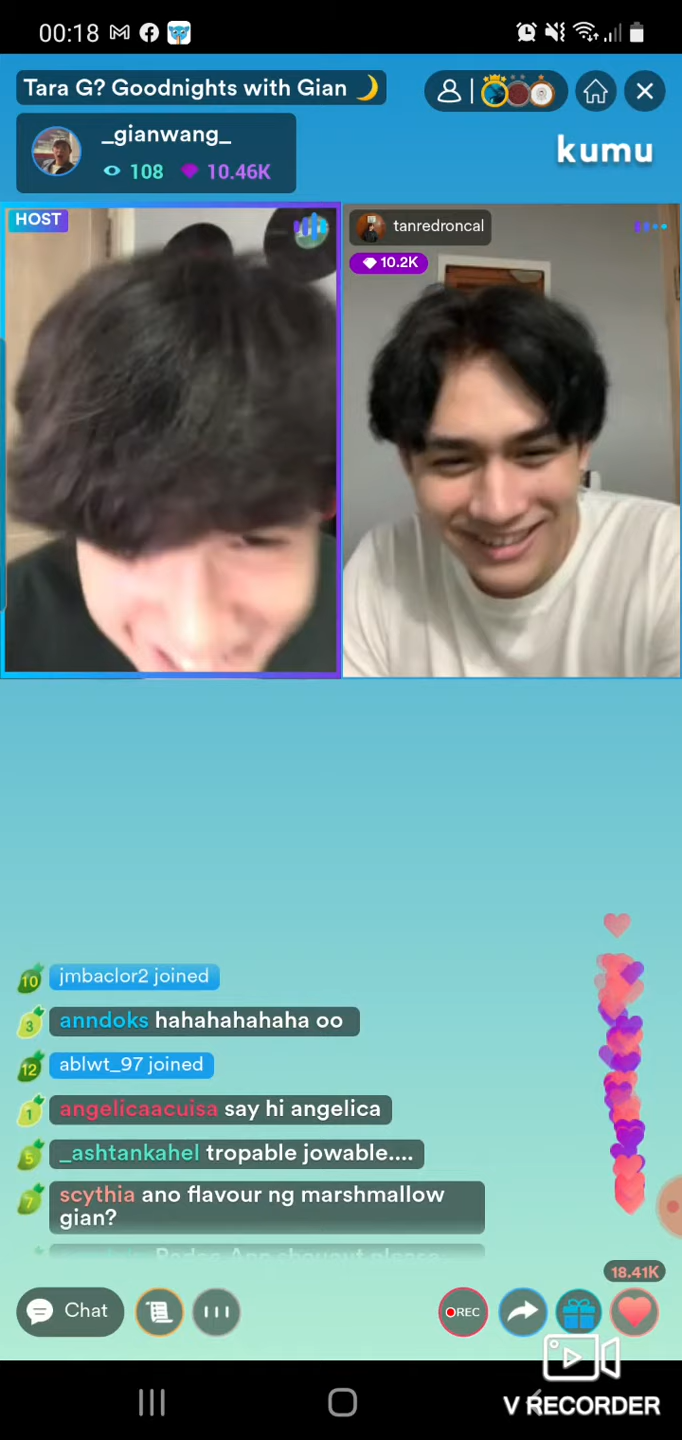 00:18
Tara G? Goodnights with Gian
_gianwang_
108 10.46K
kumu
HOST
tanredroncal
10.2K
10 jmbaclor2 joined
3 anndoks hahahahahaha oo
12 ablwt_97 joined
1 angelicaacuisa say hi angelica
5 _ashtankahel tropable jowable....
7 scythia ano flavour ng marshmallow
gian?
18.41K
Chat
REC
V RECORDER